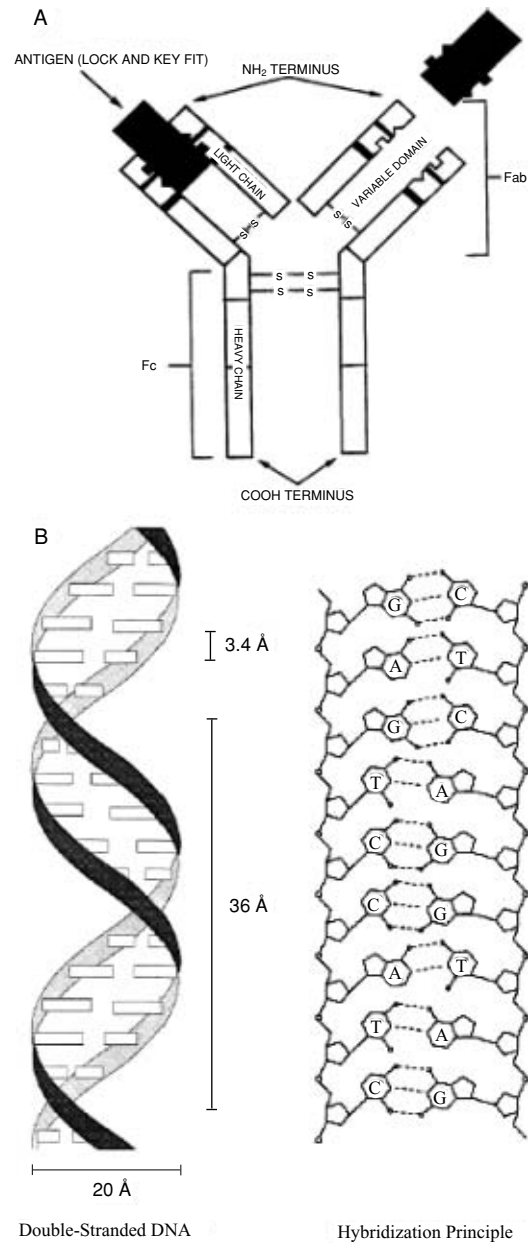 A
ANTIGEN (LOCK AND KEY FIT)
NH₂ TERMINUS
LIGHT CHAIN
VARIABLE DOMAIN
Fab
S S
S S
S S
S S
Fc
HEAVY CHAIN
COOH TERMINUS
B
3.4 Å
36 Å
20 Å
G C
A T
G C
T A
C G
C G
A T
T A
C G
Double-Stranded DNA
Hybridization Principle